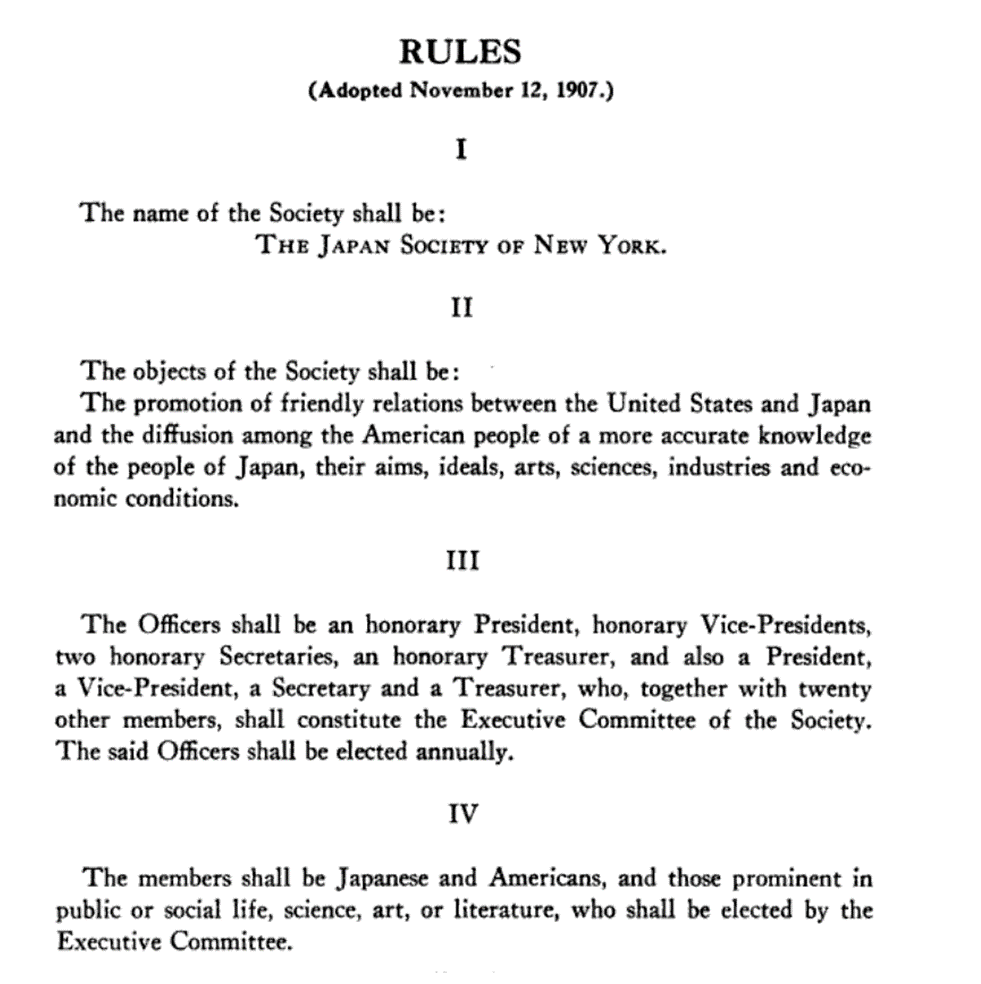 RULES
(Adopted November 12, 1907.)
I
The name of the Society shall be:
THE JAPAN SOCIETY OF NEW YORK.
II
The objects of the Society shall be:
The promotion of friendly relations between the United States and Japan
and the diffusion among the American people of a more accurate knowledge
of the people of Japan, their aims, ideals, arts, sciences, industries and eco-
nomic conditions.
III
The Officers shall be an honorary President, honorary Vice-Presidents,
two honorary Secretaries, an honorary Treasurer, and also a President,
a Vice-President, a Secretary and a Treasurer, who, together with twenty
other members, shall constitute the Executive Committee of the Society.
The said Officers shall be elected annually.
IV
The members shall be Japanese and Americans, and those prominent in
public or social life, science, art, or literature, who shall be elected by the
Executive Committee.